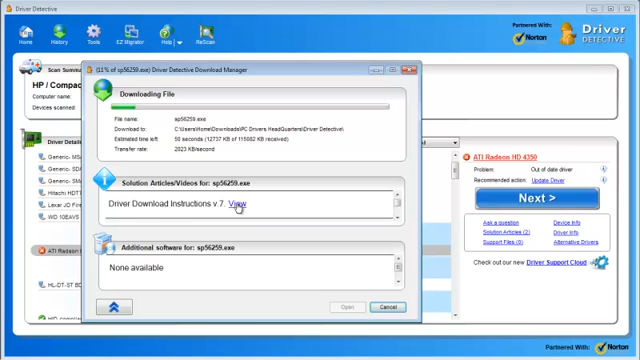 Driver Detective
Home
History
Tools
EZ Migrator
Help
ReScan
Partnered With:
Norton
Driver
DETECTIVE
Scan Summa
HP / Compac
Computer name:
Devices scanned:
Driver Detail
Generic- SM
Generic- MS
Hitachi HDT7
Lexar JD Firef
WD 10EAVS
ATI Radeon H
HL-DT-ST BD
(11% of sp56259.exe) Driver Detective Download Manager
Downloading File
File name: sp56259.exe
Download to: C:\Users\Home\Downloads\PC Drivers HeadQuarters\Driver Detective\
Estimated time left: 50 seconds (12737 KB of 115082 KB received)
Transfer rate: 2023 KB/second
Solution Articles/Videos for: sp56259.exe
Driver Download Instructions v.7. View
Additional software for: sp56259.exe
None available
Open
Cancel
All
ATI Radeon HD 4350
Problem: Out of date driver
Recommended action: Update Driver
Next >
Ask a question
Device Info
Solution Articles (2)
Driver Info
Support Files (0)
Alternative Drivers
Check out our new Driver Support Cloud
Partnered With:
Norton